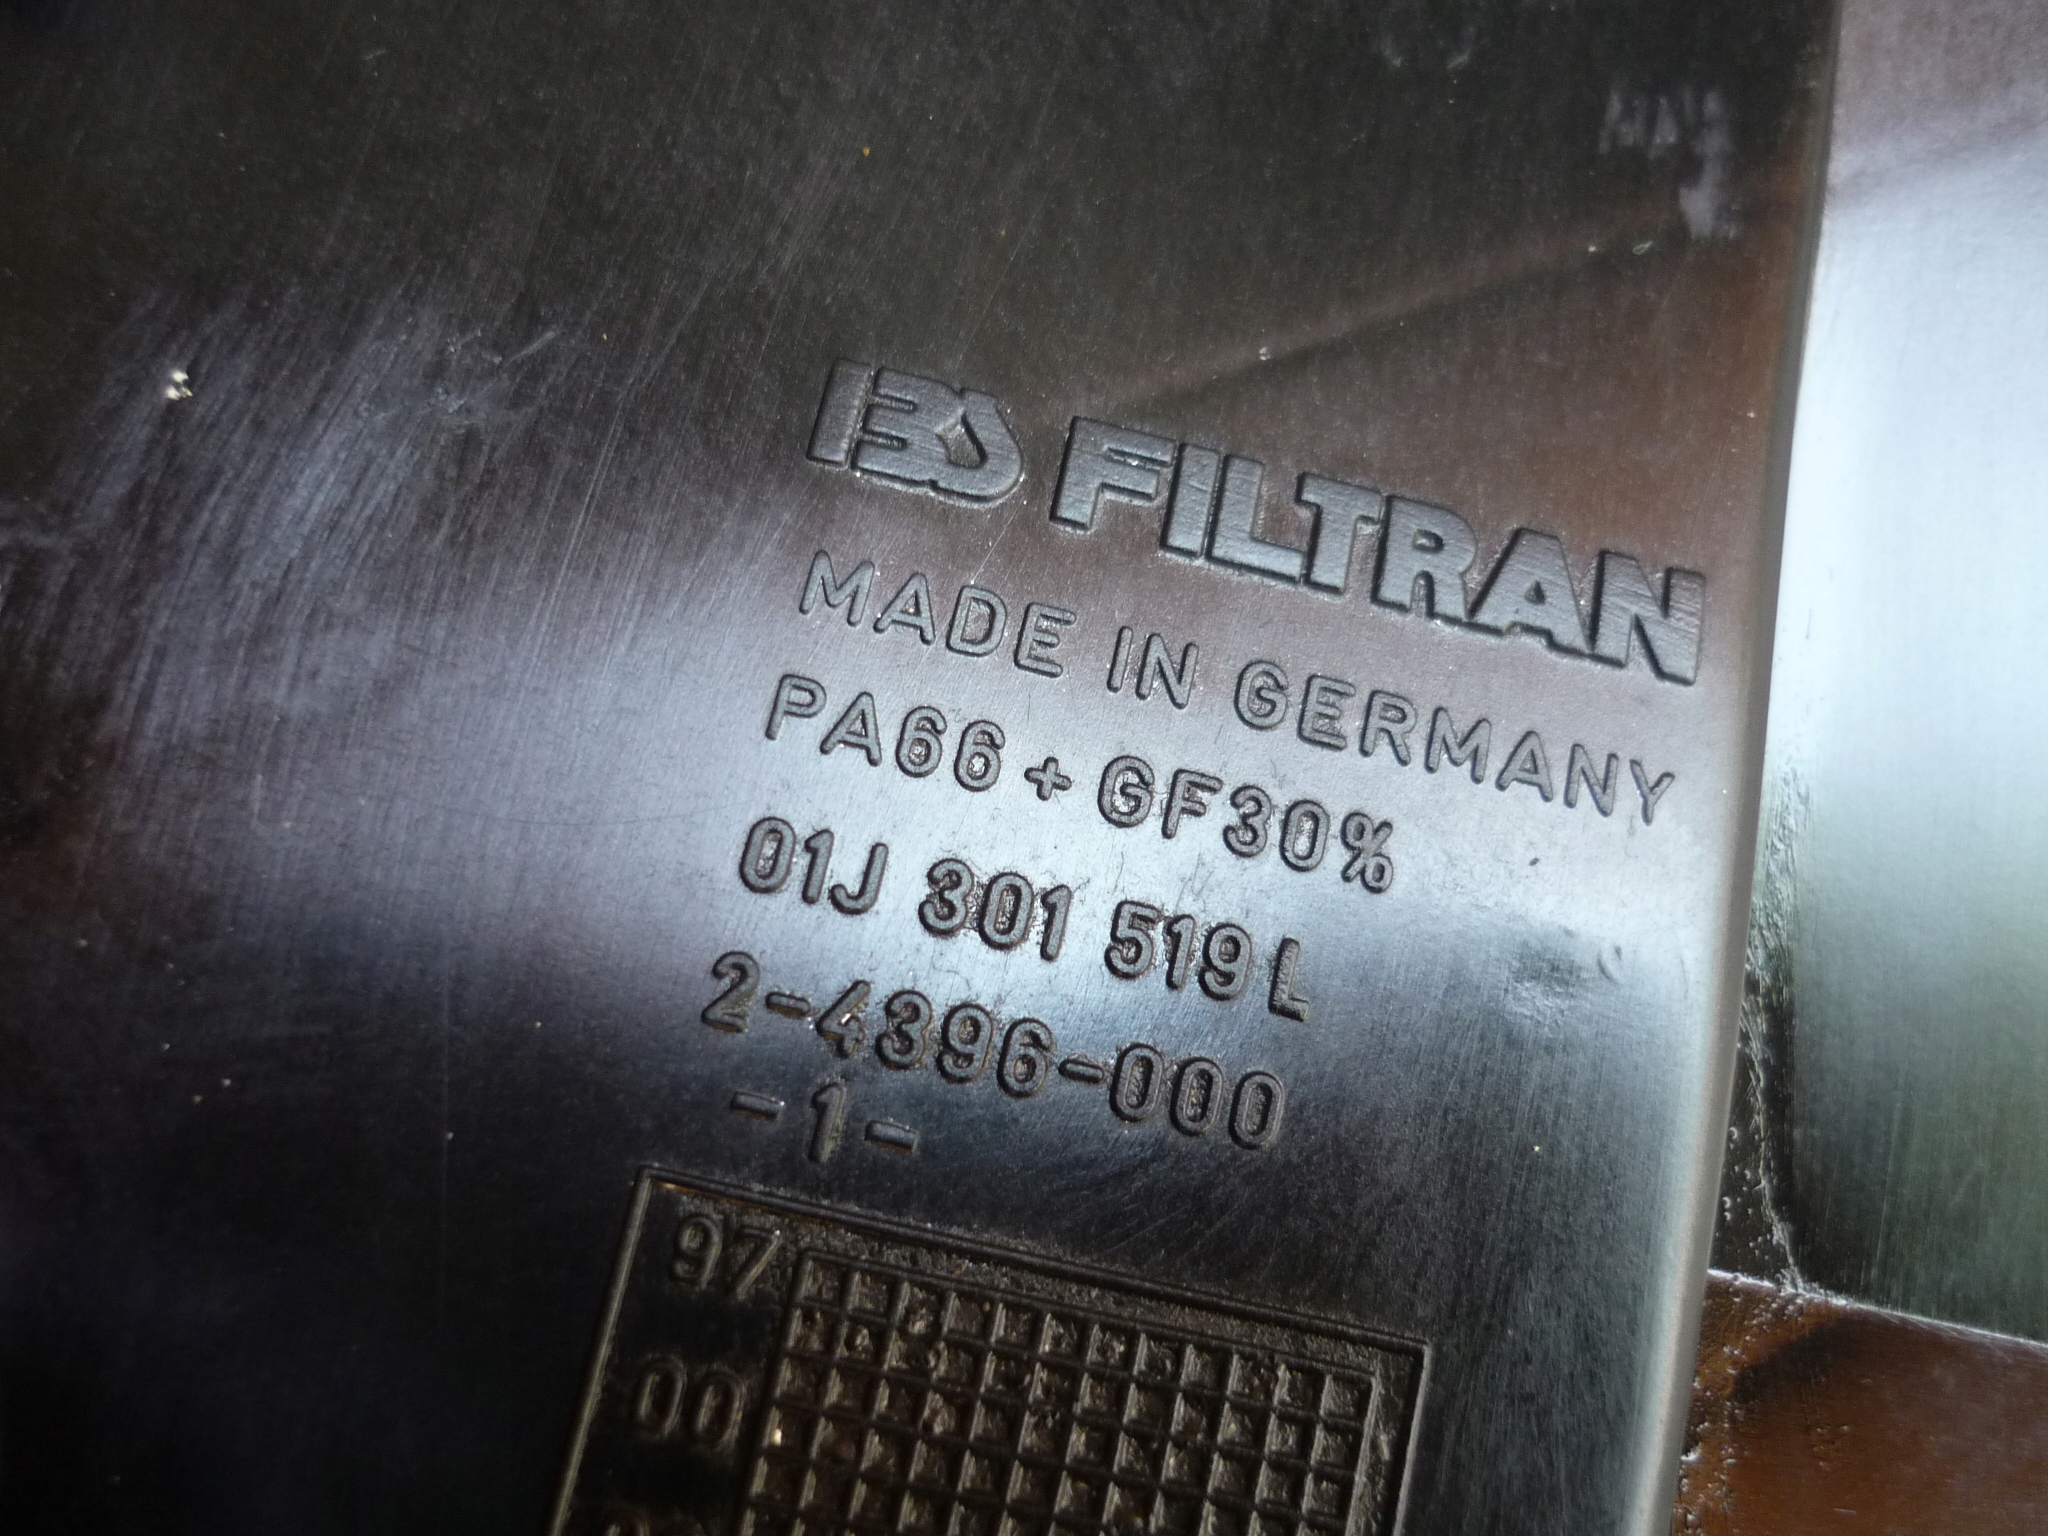 IBS FILTRAN
MADE IN GERMANY
PA66 + GF30%
01J 301 519 L
2-4396-000
-1-
97
00